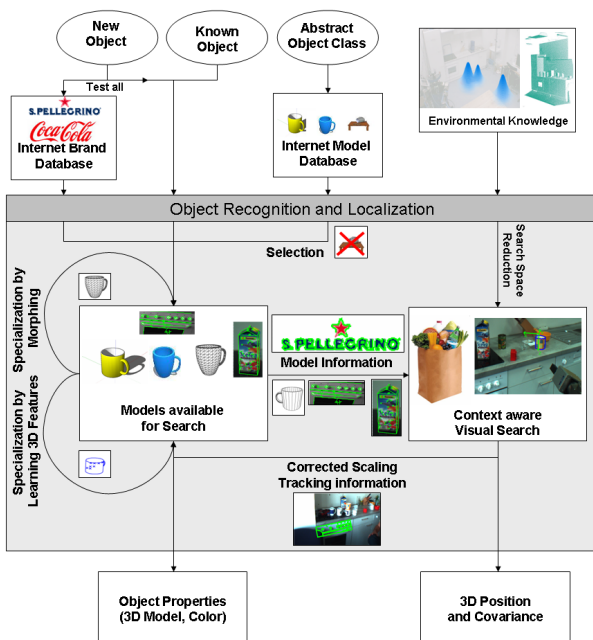 New
Object
Known
Object
Abstract
Object Class
Test all
S.PELLEGRINO
Coca-Cola
Internet Brand
Database
Internet Model
Database
Environmental Knowledge
Object Recognition and Localization
Selection
Search Space
Reduction
Specialization by
Morphing
S.PELLEGRINO
Model Information
Models available
for Search
Context aware
Visual Search
Specialization by
Learning 3D Features
Corrected Scaling
Tracking information
Object Properties
(3D Model, Color)
3D Position
and Covariance